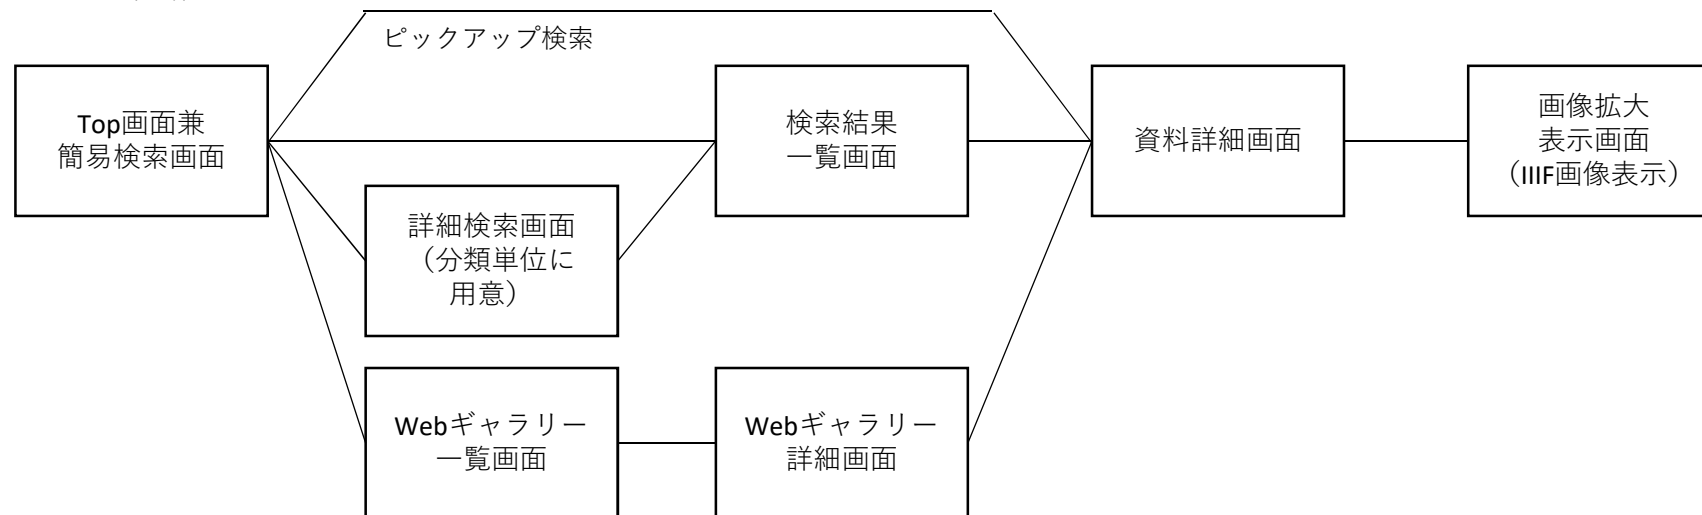 ピックアップ検索
Top画面兼
簡易検索画面
検索結果
一覧画面
資料詳細画面
画像拡大
表示画面
（IIIF画像表示）
詳細検索画面
（分類単位に
用意）
Webギャラリー
一覧画面
Webギャラリー
詳細画面